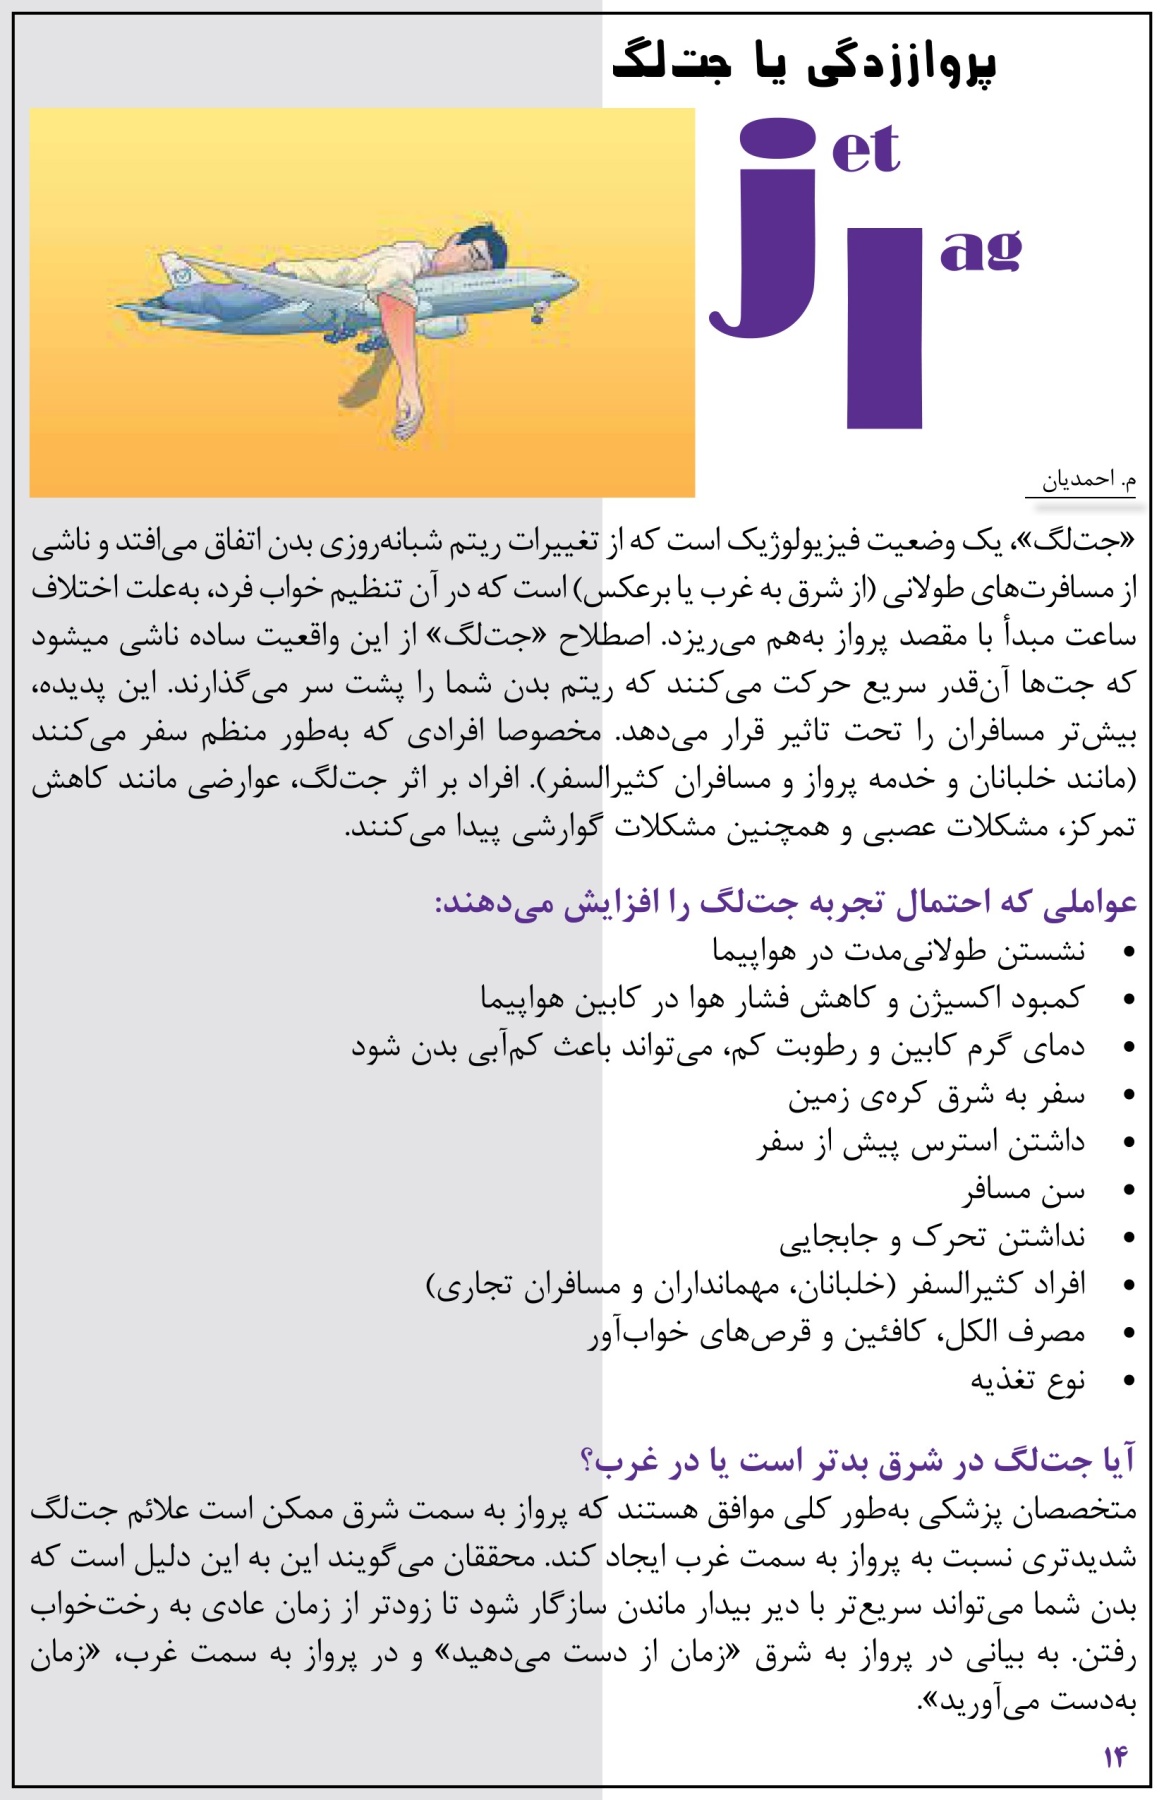 پرواززدگی یا جت‌لگ
jet
lag
م. احمدیان
«جت‌لگ»، یک وضعیت فیزیولوژیک است که از تغییرات ریتم شبانه‌روزی بدن اتفاق می‌افتد و ناشی
از مسافرت‌های طولانی (از شرق به غرب یا برعکس) است که در آن تنظیم خواب فرد، به‌علت اختلاف
ساعت مبدأ با مقصد پرواز به‌هم می‌ریزد. اصطلاح «جت‌لگ» از این واقعیت ساده ناشی میشود
که جت‌ها آن‌قدر سریع حرکت می‌کنند که ریتم بدن شما را پشت سر می‌گذارند. این پدیده،
بیش‌تر مسافران را تحت تاثیر قرار می‌دهد. مخصوصا افرادی که به‌طور منظم سفر می‌کنند
(مانند خلبانان و خدمه پرواز و مسافران کثیرالسفر). افراد بر اثر جت‌لگ، عوارضی مانند کاهش
تمرکز، مشکلات عصبی و همچنین مشکلات گوارشی پیدا می‌کنند.
عواملی که احتمال تجربه جت‌لگ را افزایش می‌دهند:
• نشستن طولانی‌مدت در هواپیما
• کمبود اکسیژن و کاهش فشار هوا در کابین هواپیما
• دمای گرم کابین و رطوبت کم، می‌تواند باعث کم‌آبی بدن شود
• سفر به شرق کره‌ی زمین
• داشتن استرس پیش از سفر
• سن مسافر
• نداشتن تحرک و جابجایی
• افراد کثیرالسفر (خلبانان، مهمانداران و مسافران تجاری)
• مصرف الکل، کافئین و قرص‌های خواب‌آور
• نوع تغذیه
آیا جت‌لگ در شرق بدتر است یا در غرب؟
متخصصان پزشکی به‌طور کلی موافق هستند که پرواز به سمت شرق ممکن است علائم جت‌لگ
شدیدتری نسبت به پرواز به سمت غرب ایجاد کند. محققان می‌گویند این به این دلیل است که
بدن شما می‌تواند سریع‌تر با دیر بیدار ماندن سازگار شود تا زودتر از زمان عادی به رخت‌خواب
رفتن. به بیانی در پرواز به شرق «زمان از دست می‌دهید» و در پرواز به سمت غرب، «زمان
به‌دست می‌آورید».
۱۴